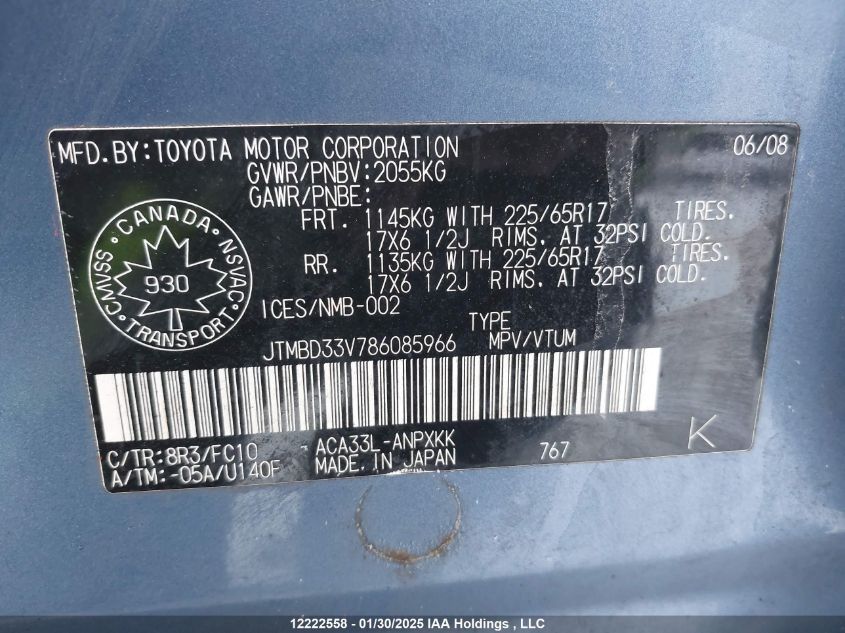 MFD.BY:TOYOTA MOTOR CORPORATION 06/08
GVWR/PNBV:2055KG
GAWR/PNBE:
FRT. 1145KG WITH 225/65R17 TIRES.
17X6 1/2J RIMS. AT 32PSI COLD.
RR. 1135KG WITH 225/65R17 TIRES.
17X6 1/2J RIMS. AT 32PSI COLD.
CANADA
CMVSS
NSVAC
930
TRANSPORT
ICES/NMB-002
TYPE
JTMBD33V786085966 MPV/VTUM
C/TR:8R3/FC10 -ACA33L-ANPXKK 767 K
A/TM:-05A/U140F MADE.IN JAPAN
12222558 - 01/30/2025 IAA Holdings , LLC